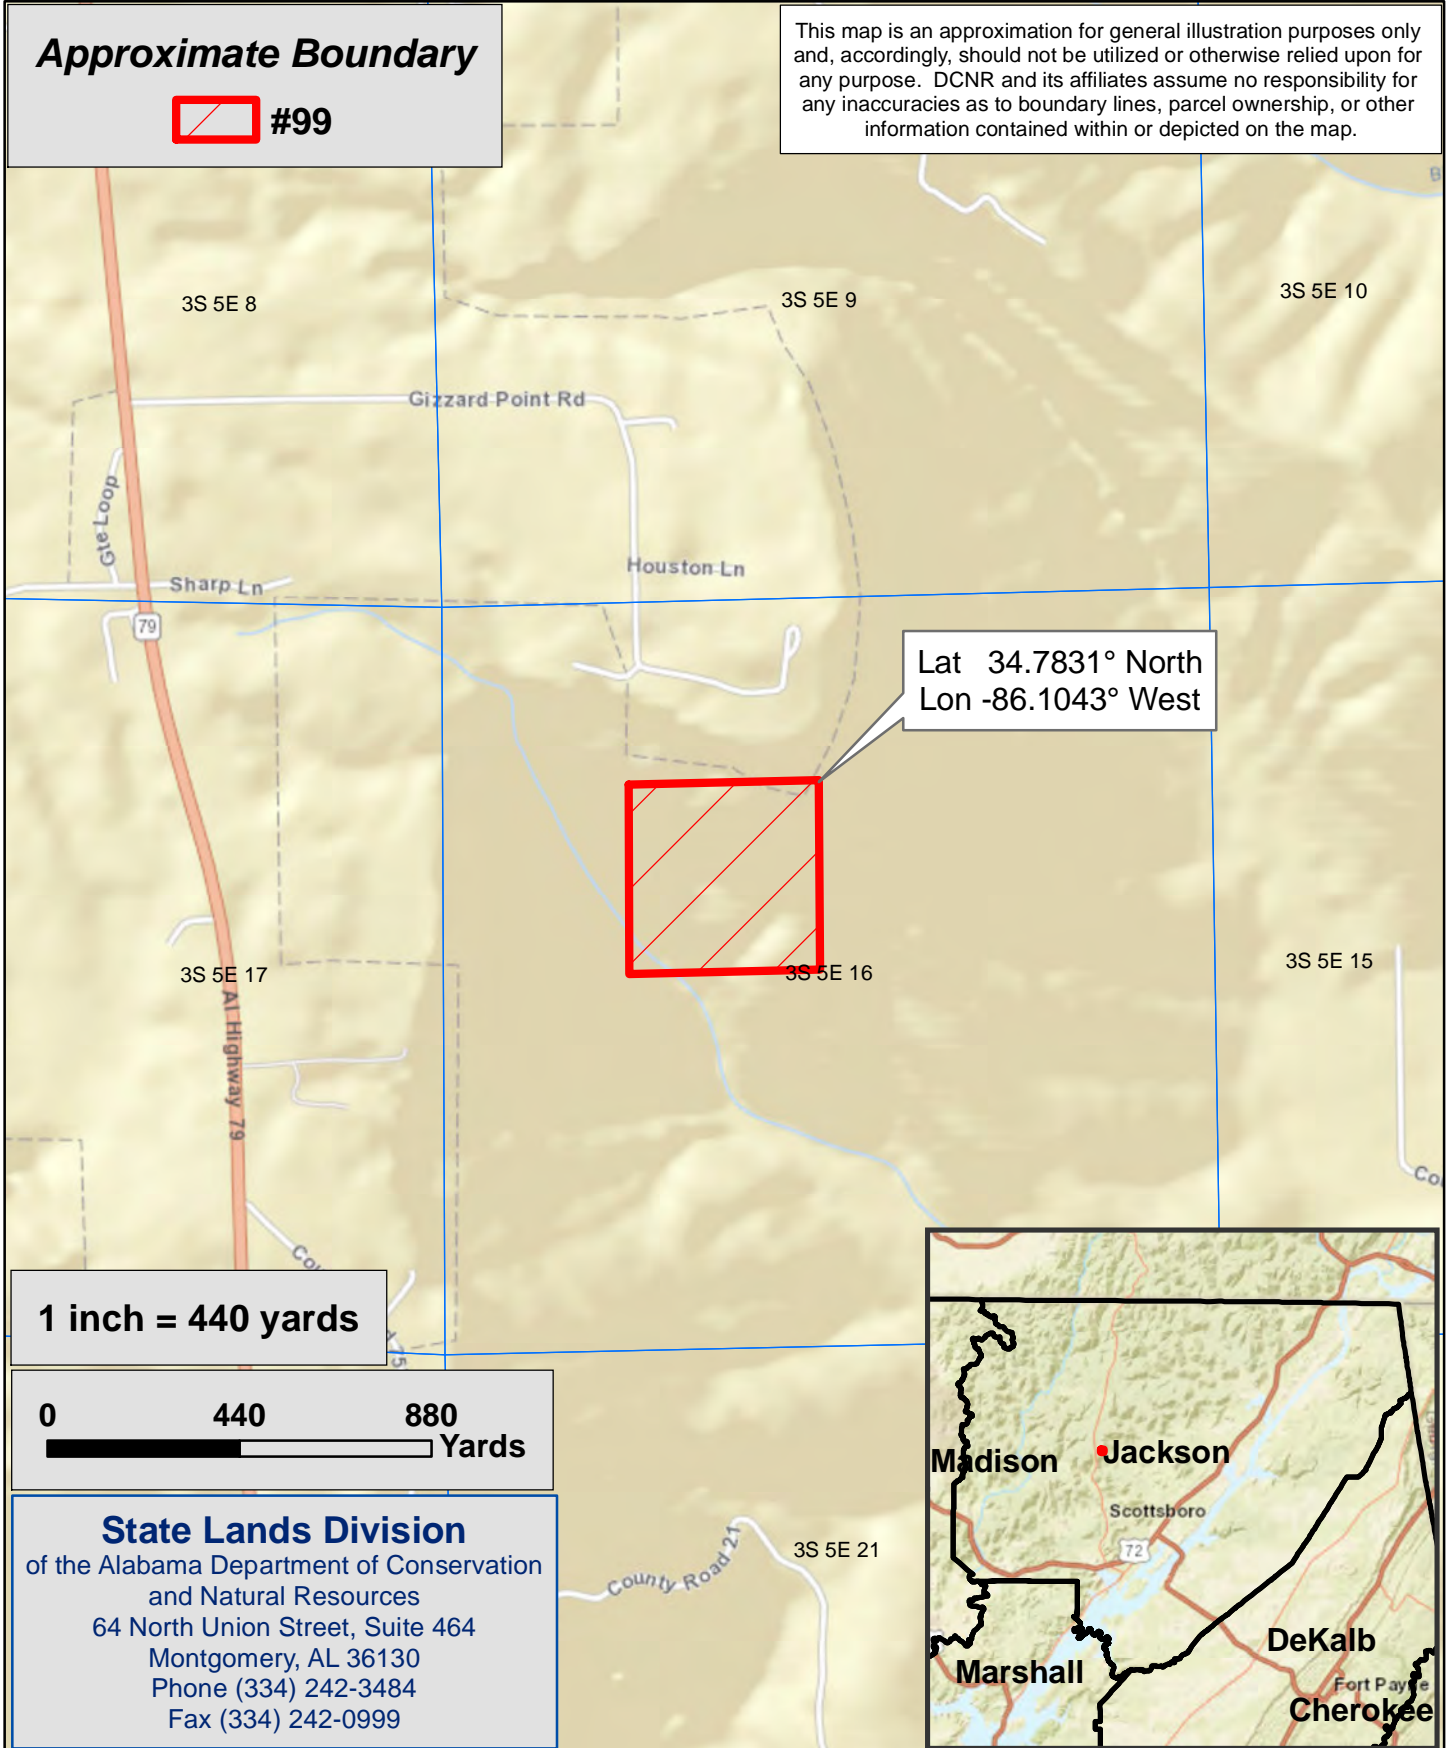 Approximate Boundary
#99
This map is an approximation for general illustration purposes only
and, accordingly, should not be utilized or otherwise relied upon for
any purpose. DCNR and its affiliates assume no responsibility for
any inaccuracies as to boundary lines, parcel ownership, or other
information contained within or depicted on the map.
B
3S 5E 8
3S 5E 9
3S 5E 10
Gizzard Point Rd
Gte Loop
Sharp Ln
Houston Ln
79
Lat 34.7831° North
Lon -86.1043° West
3S 5E 17
3S 5E 16
3S 5E 15
Al Highway 79
Co
Cou
75
1 inch = 440 yards
0 440 880
Yards
State Lands Division
of the Alabama Department of Conservation
and Natural Resources
64 North Union Street, Suite 464
Montgomery, AL 36130
Phone (334) 242-3484
Fax (334) 242-0999
County Road 21
3S 5E 21
Madison
Jackson
Scottsboro
72
DeKalb
Marshall
Fort Payne
Cherokee